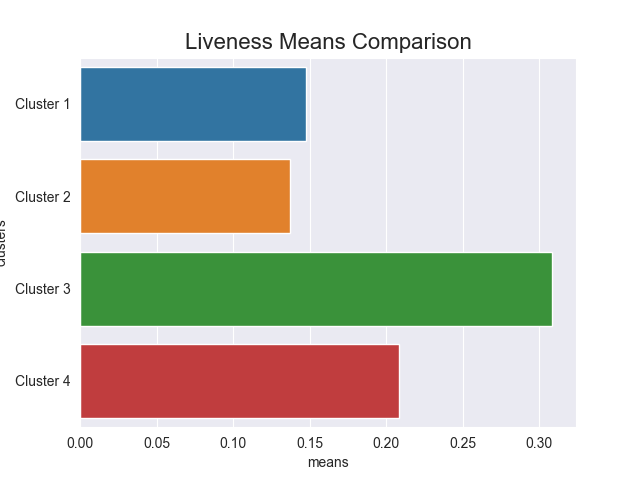 Liveness Means Comparison
Cluster 1
Cluster 2
Cluster 3
Cluster 4
clusters
0.00 0.05 0.10 0.15 0.20 0.25 0.30
means